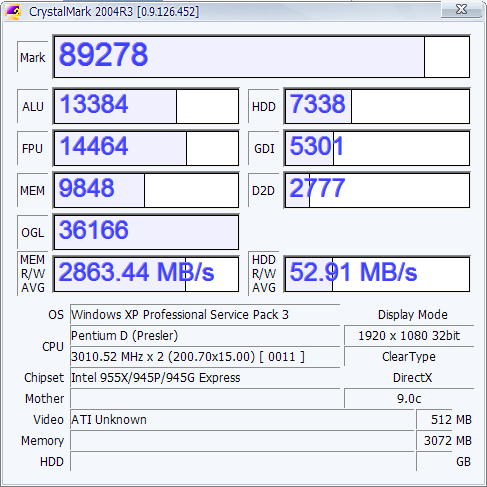 CrystalMark 2004R3 [0.9.126.452]
Mark 89278
ALU 13384 HDD 7338
FPU 14464 GDI 5301
MEM 9848 D2D 2777
OGL 36166
MEM R/W AVG 2863.44 MB/s HDD R/W AVG 52.91 MB/s
OS Windows XP Professional Service Pack 3 Display Mode
CPU Pentium D (Presler) 1920 x 1080 32bit
3010.52 MHz x 2 (200.70x15.00) [ 0011 ] ClearType
Chipset Intel 955X/945P/945G Express DirectX
Mother 9.0c
Video ATI Unknown 512 MB
Memory 3072 MB
HDD GB